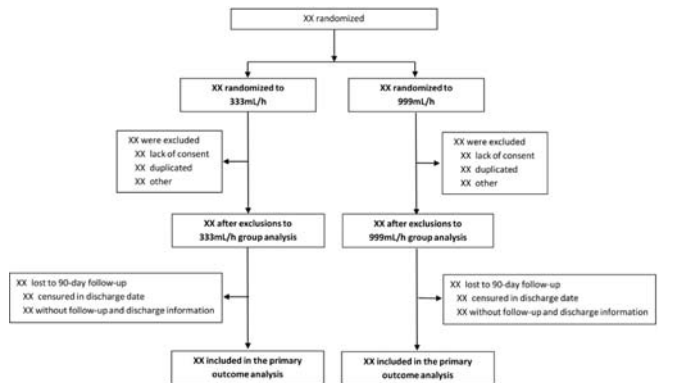 XX randomized
XX randomized to
333mL/h
XX randomized to
999mL/h
XX were excluded
XX lack of consent
XX duplicated
XX other
XX were excluded
XX lack of consent
XX duplicated
XX other
XX after exclusions to
333mL/h group analysis
XX after exclusions to
999mL/h group analysis
XX lost to 90-day follow-up
XX censured in discharge date
XX without follow-up and discharge information
XX lost to 90-day follow-up
XX censured in discharge date
XX without follow-up and discharge information
XX included in the primary
outcome analysis
XX included in the primary
outcome analysis